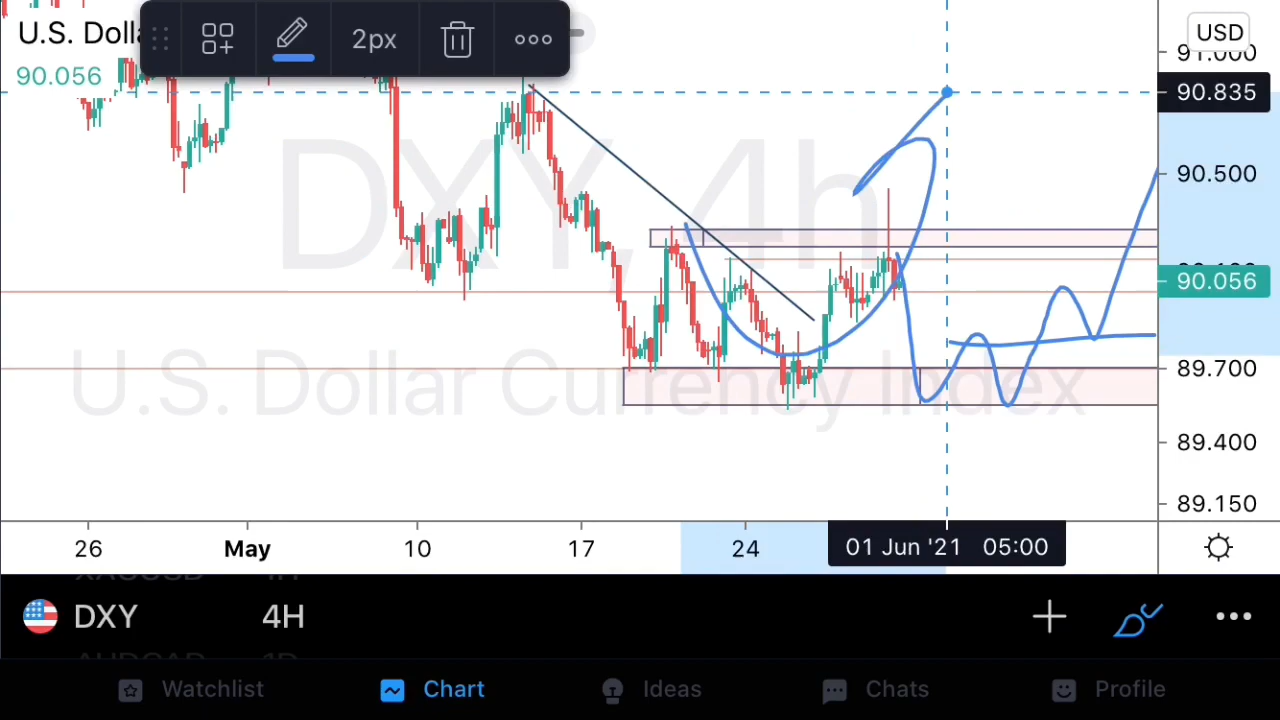 U.S. Dolla
2px
USD
91.000
90.056
90.835
DXY, 4h
90.500
90.056
U.S. Dollar Currency Index
89.700
89.400
89.150
26
May
10
17
24
01 Jun '21 05:00
DXY
4H
Watchlist
Chart
Ideas
Chats
Profile